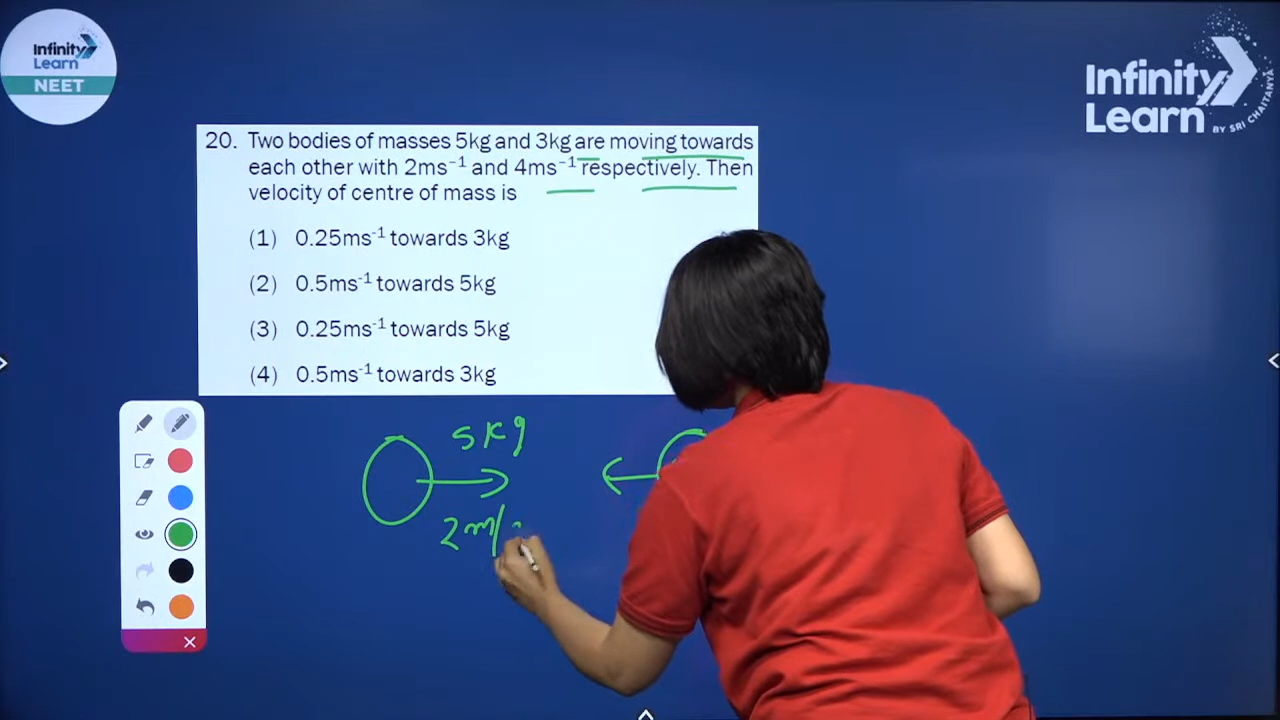 Infinity
Learn
NEET
Infinity
Learn
BY SRI CHAITANYA
20. Two bodies of masses 5kg and 3kg are moving towards
each other with 2ms⁻¹ and 4ms⁻¹ respectively. Then
velocity of centre of mass is
(1) 0.25ms⁻¹ towards 3kg
(2) 0.5ms⁻¹ towards 5kg
(3) 0.25ms⁻¹ towards 5kg
(4) 0.5ms⁻¹ towards 3kg
5kg
2m/